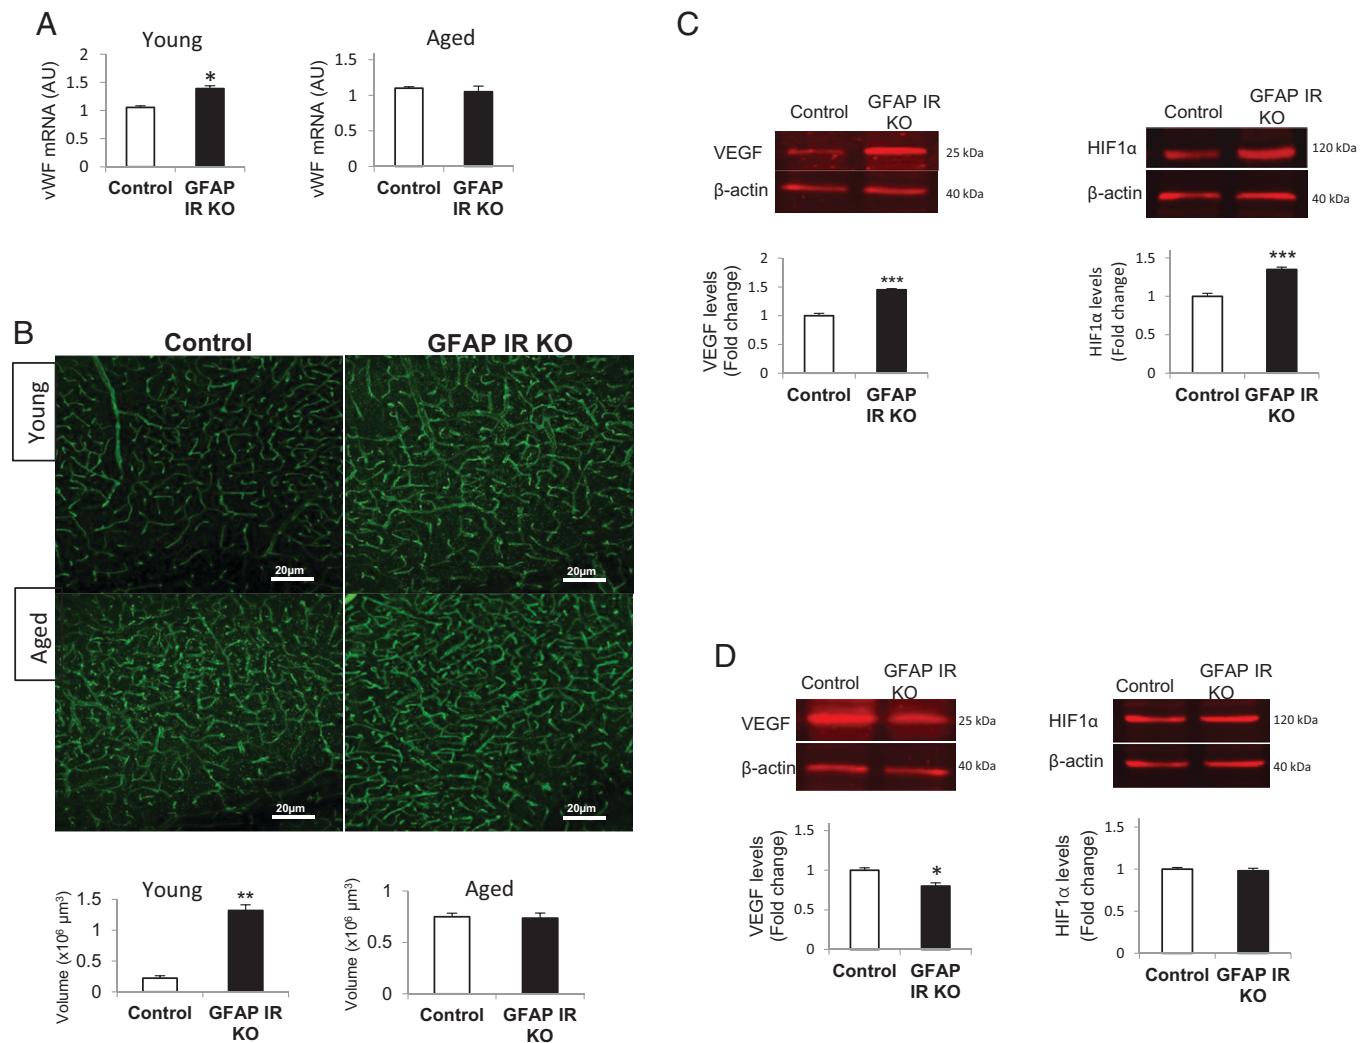 A
Young
vWF mRNA (AU)
2
1.5
1
0.5
0
*
Control
GFAP
IR KO
Aged
vWF mRNA (AU)
1.5
1
0.5
0
Control
GFAP
IR KO
B
Control
GFAP IR KO
Young
20µm
20µm
Aged
20µm
20µm
Young
Volume (x10⁶ µm³)
1.5
1
0.5
0
**
Control
GFAP IR
KO
Aged
Volume (x10⁶ µm³)
1
0.5
0
Control
GFAP IR
KO
C
Control
GFAP IR
KO
VEGF
25 kDa
β-actin
40 kDa
VEGF levels
(Fold change)
2
1.5
1
0.5
0
***
Control
GFAP
IR KO
Control
GFAP IR
KO
HIF1α
120 kDa
β-actin
40 kDa
HIF1α levels
(Fold change)
1.5
1
0.5
0
***
Control
GFAP IR
KO
D
Control
GFAP IR
KO
VEGF
25 kDa
β-actin
40 kDa
VEGF levels
(Fold change)
1.5
1
0.5
0
*
Control
GFAP
IR KO
Control
GFAP IR
KO
HIF1α
120 kDa
β-actin
40 kDa
HIF1α levels
(Fold change)
1.5
1
0.5
0
Control
GFAP IR
KO